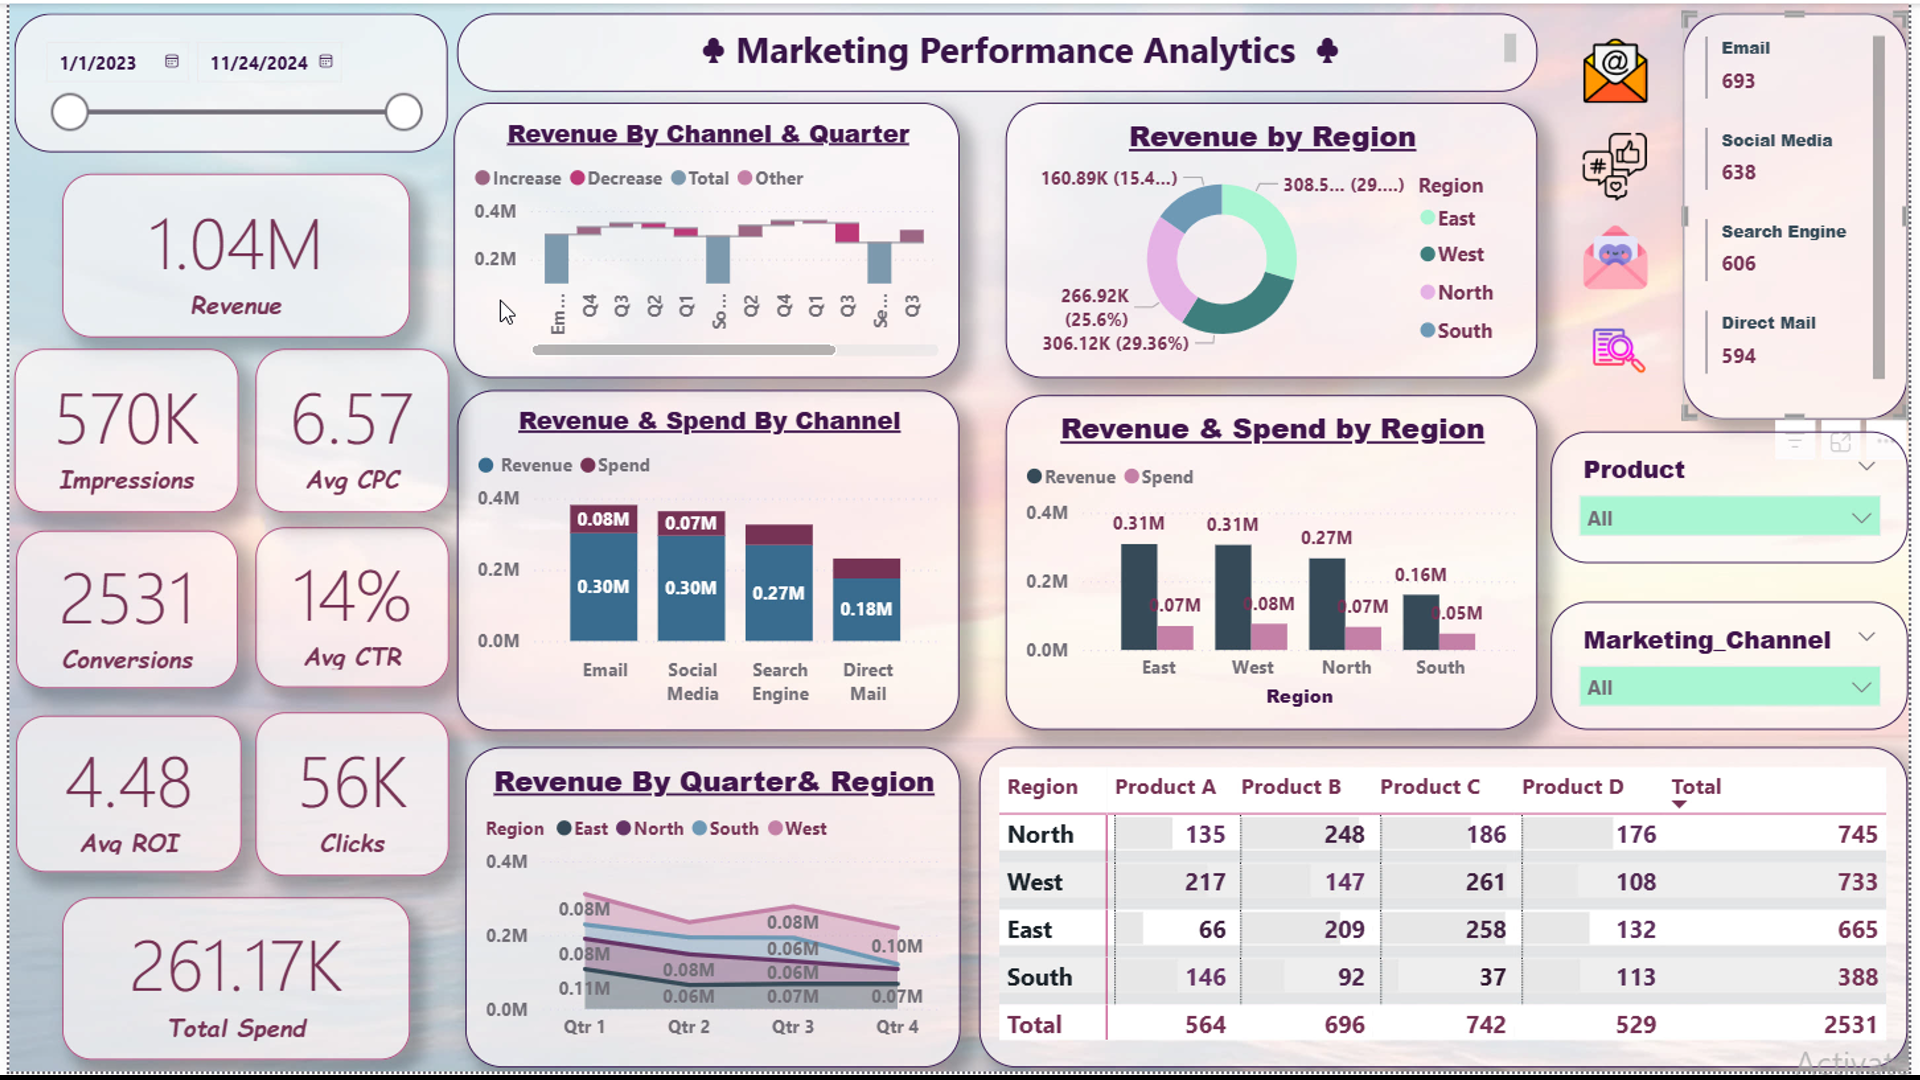 1/1/2023
11/24/2024
♣ Marketing Performance Analytics ♣
1.04M
Revenue
570K
Impressions
6.57
Avg CPC
2531
Conversions
14%
Avg CTR
4.48
Avg ROI
56K
Clicks
261.17K
Total Spend
Revenue By Channel & Quarter
Increase Decrease Total Other
0.4M
0.2M
Em... Q4 Q3 Q2 Q1 So... Q2 Q4 Q1 Q3 Se... Q3
Revenue by Region
160.89K (15.4...)
308.5... (29....)
266.92K
(25.6%)
306.12K (29.36%)
Region
East
West
North
South
Revenue & Spend By Channel
Revenue Spend
0.4M
0.2M
0.0M
0.08M 0.07M
0.30M 0.30M 0.27M 0.18M
Email
Social
Media
Search
Engine
Direct
Mail
Revenue & Spend by Region
Revenue Spend
0.4M
0.2M
0.0M
0.31M 0.31M 0.27M 0.16M
0.07M 0.08M 0.07M 0.05M
East West North South
Region
Revenue By Quarter& Region
Region East North South West
0.4M
0.2M
0.0M
0.08M 0.08M
0.06M 0.10M
0.08M 0.08M 0.06M
0.11M 0.06M 0.07M 0.07M
Qtr 1 Qtr 2 Qtr 3 Qtr 4
Email
693
Social Media
638
Search Engine
606
Direct Mail
594
Product
All
Marketing_Channel
All
Region Product A Product B Product C Product D Total
North 135 248 186 176 745
West 217 147 261 108 733
East 66 209 258 132 665
South 146 92 37 113 388
Total 564 696 742 529 2531